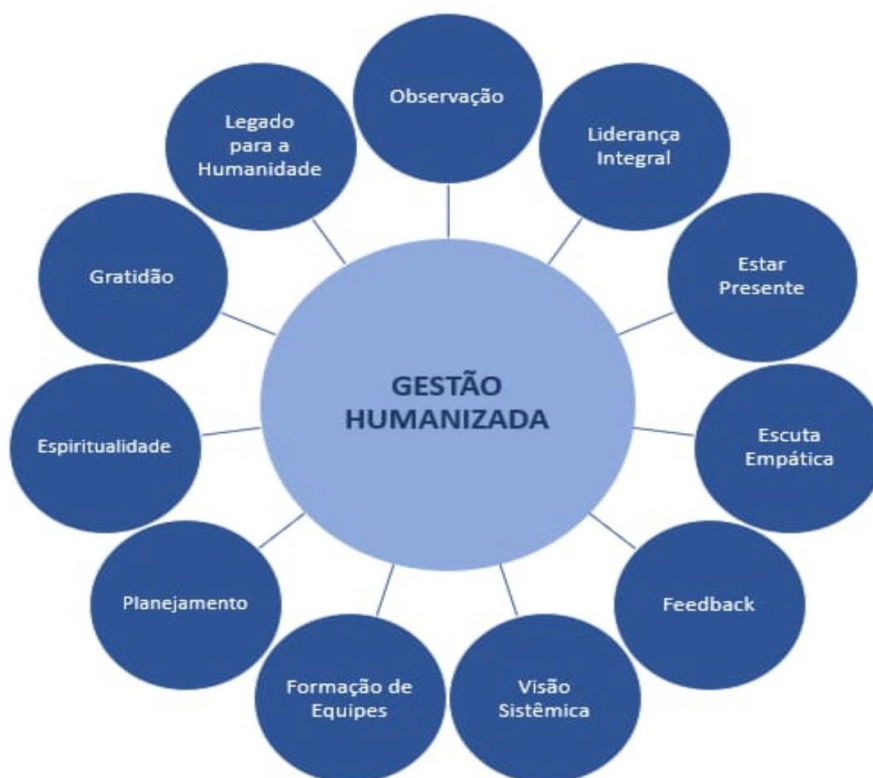 Observação
Liderança
Integral
Estar
Presente
Escuta
Empática
Feedback
Visão
Sistêmica
Formação de
Equipes
Planejamento
Espiritualidade
Gratidão
Legado
para a
Humanidade
GESTÃO
HUMANIZADA